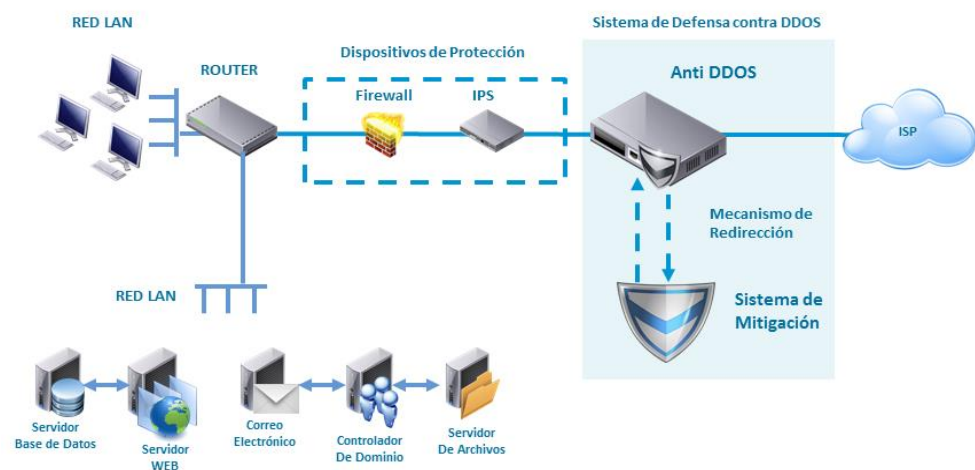 RED LAN
Sistema de Defensa contra DDOS
Dispositivos de Protección
ROUTER
Anti DDOS
Firewall
IPS
ISP
Mecanismo de
Redirección
RED LAN
Sistema de
Mitigación
Servidor
Base de Datos
Servidor
WEB
Correo
Electrónico
Controlador
De Dominio
Servidor
De Archivos